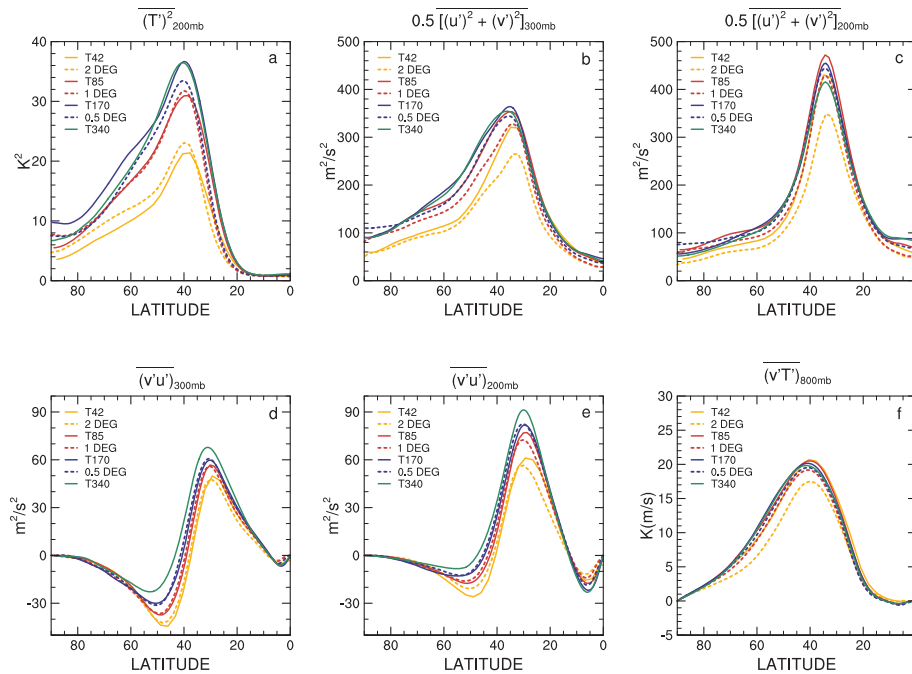 (T')²200mb
a
T42
2 DEG
T85
1 DEG
T170
0.5 DEG
T340
K²
40
30
20
10
0
80 60 40 20 0
LATITUDE
0.5 [(u')² + (v')²]300mb
b
T42
2 DEG
T85
1 DEG
T170
0.5 DEG
T340
m²/s²
500
400
300
200
100
0
80 60 40 20 0
LATITUDE
0.5 [(u')² + (v')²]200mb
c
T42
2 DEG
T85
1 DEG
T170
0.5 DEG
T340
m²/s²
500
400
300
200
100
0
80 60 40 20 0
LATITUDE
(v'u')300mb
d
T42
2 DEG
T85
1 DEG
T170
0.5 DEG
T340
m²/s²
90
60
30
0
-30
80 60 40 20 0
LATITUDE
(v'u')200mb
e
T42
2 DEG
T85
1 DEG
T170
0.5 DEG
T340
m²/s²
90
60
30
0
-30
80 60 40 20 0
LATITUDE
(v'T')800mb
f
T42
2 DEG
T85
1 DEG
T170
0.5 DEG
T340
K(m/s)
30
25
20
15
10
5
0
-5
80 60 40 20 0
LATITUDE